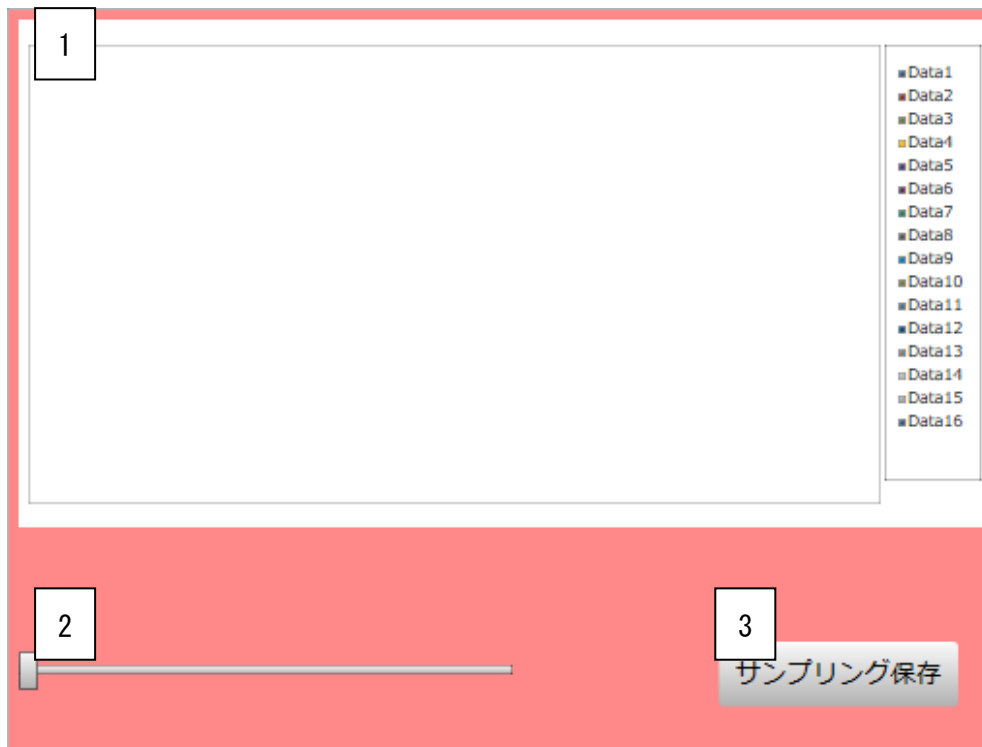 1
Data1
Data2
Data3
Data4
Data5
Data6
Data7
Data8
Data9
Data10
Data11
Data12
Data13
Data14
Data15
Data16
2
3
サンプリング保存